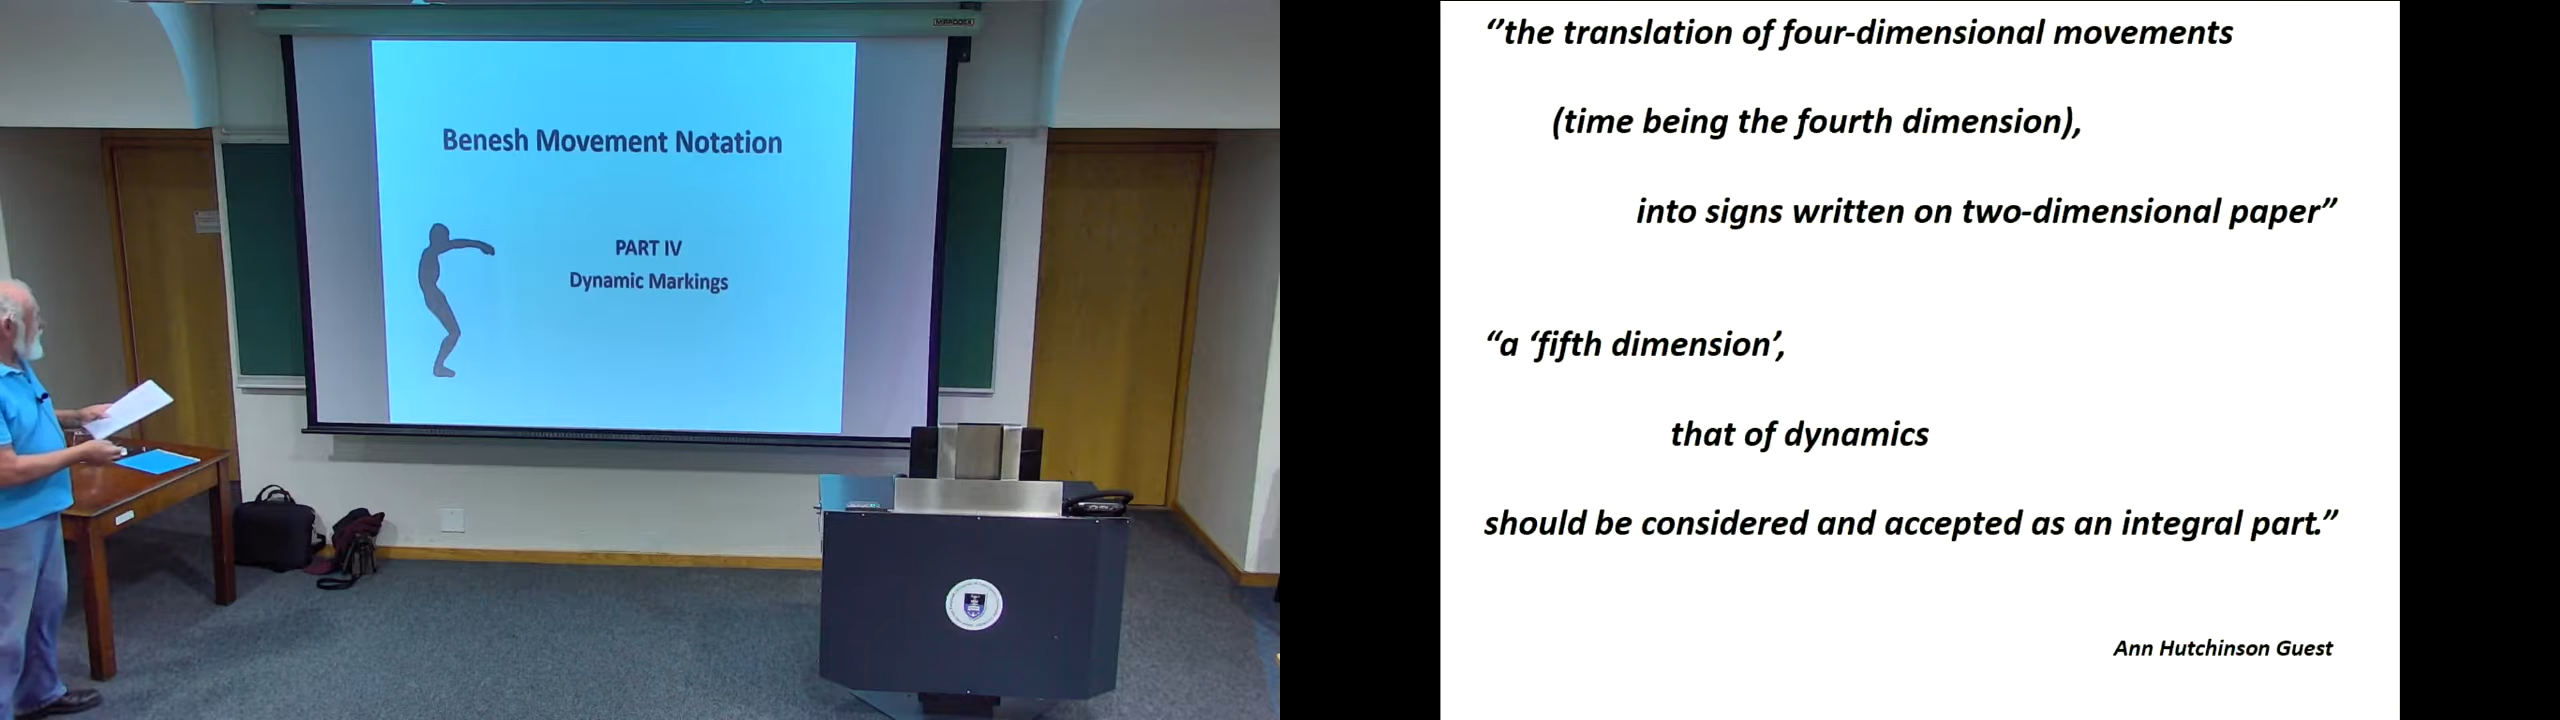 MIRRODEK
Benesh Movement Notation
PART IV
Dynamic Markings
“the translation of four-dimensional movements
(time being the fourth dimension),
into signs written on two-dimensional paper”
“a ‘fifth dimension’,
that of dynamics
should be considered and accepted as an integral part.”
Ann Hutchinson Guest